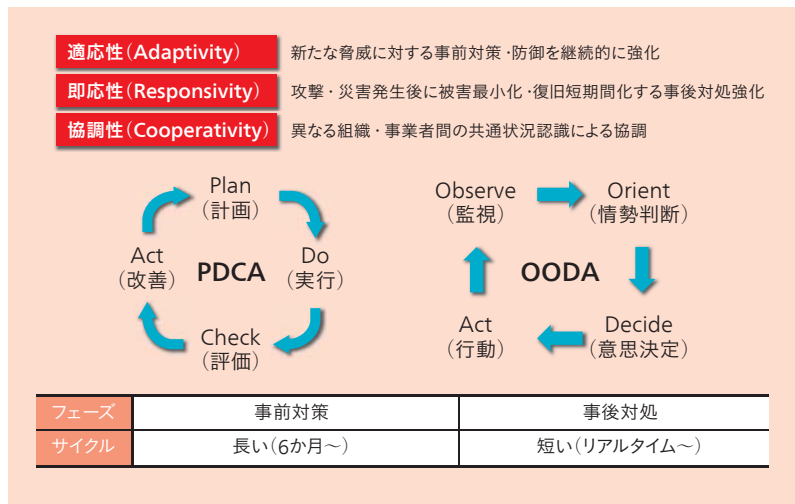 適応性(Adaptivity) 新たな脅威に対する事前対策・防御を継続的に強化
即応性(Responsivity) 攻撃・災害発生後に被害最小化・復旧短期間化する事後対処強化
協調性(Cooperativity) 異なる組織・事業者間の共通状況認識による協調
Plan
(計画)
Do
(実行)
Check
(評価)
Act
(改善)
PDCA
Observe
(監視)
Orient
(情勢判断)
Decide
(意思決定)
Act
(行動)
OODA
フェーズ 事前対策 事後対処
サイクル 長い(6か月～) 短い(リアルタイム～)